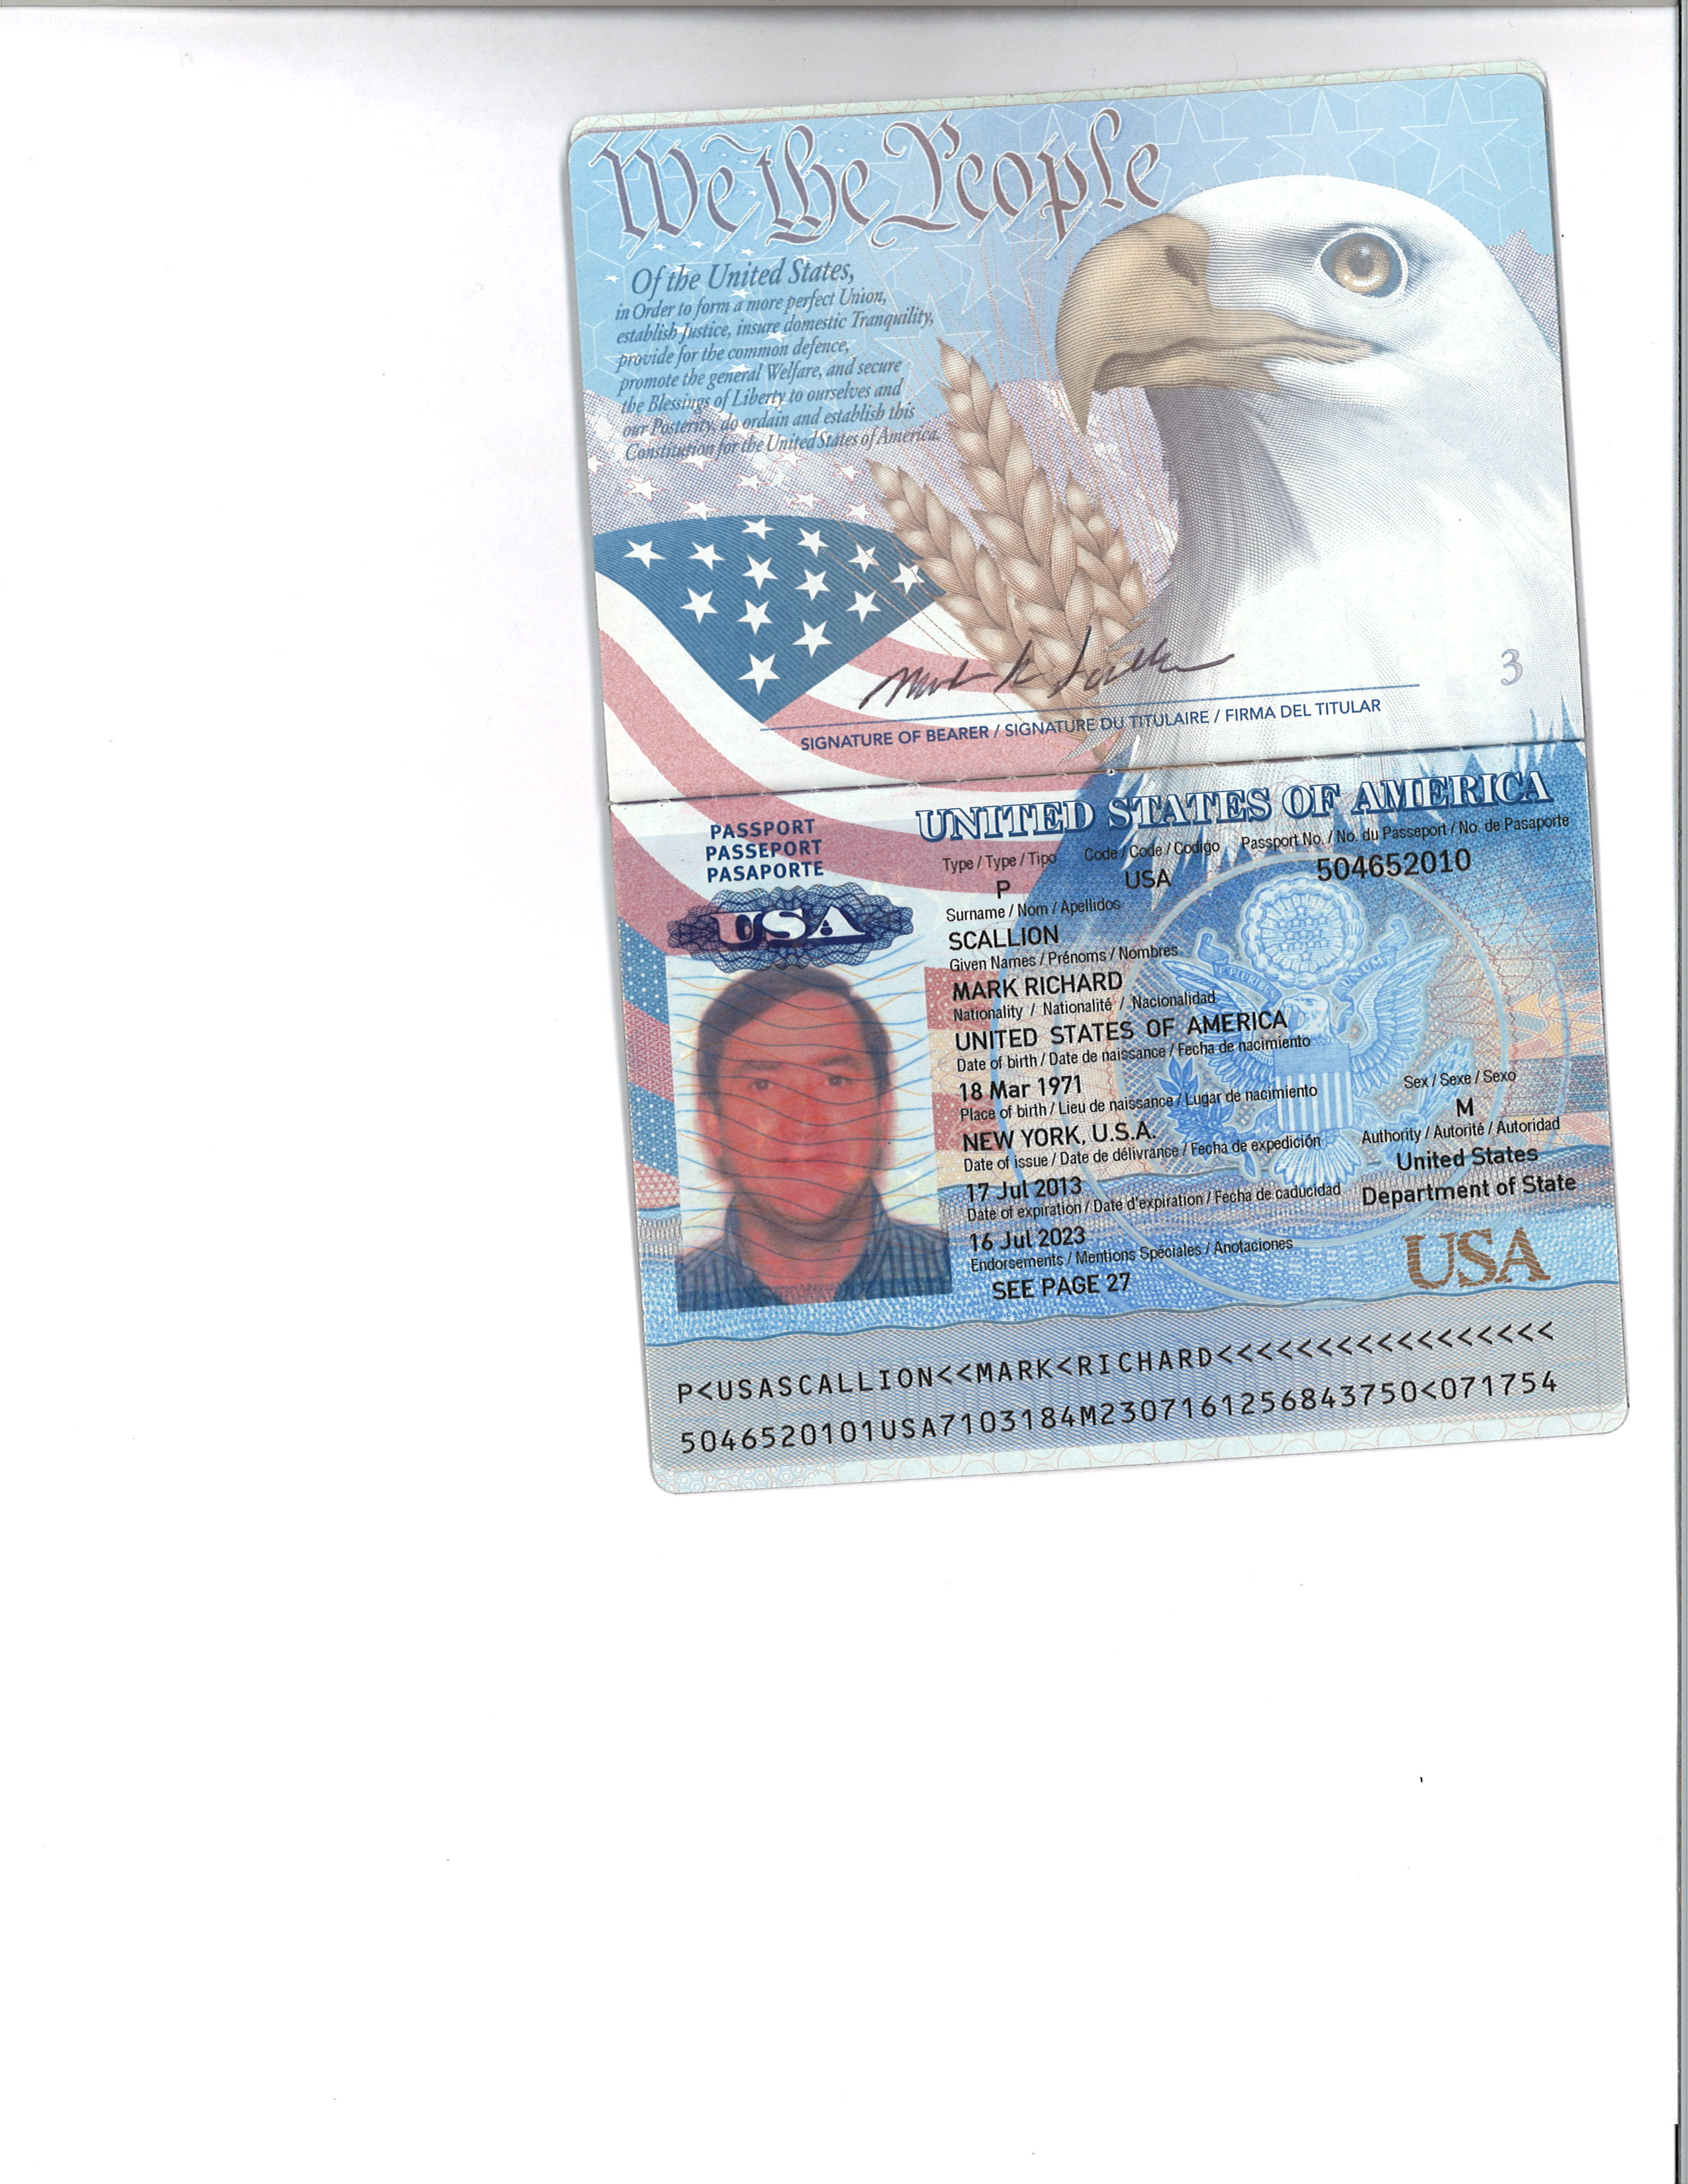 We the People
Of the United States,
in Order to form a more perfect Union,
establish Justice, insure domestic Tranquility,
provide for the common defence,
promote the general Welfare, and secure
the Blessings of Liberty to ourselves and
our Posterity, do ordain and establish this
Constitution for the United States of America.
3
SIGNATURE OF BEARER / SIGNATURE DU TITULAIRE / FIRMA DEL TITULAR
PASSPORT
PASSEPORT
PASAPORTE
USA
UNITED STATES OF AMERICA
Type / Type / Tipo Code / Code / Codigo Passport No. / No. du Passeport / No. de Pasaporte
P USA 504652010
Surname / Nom / Apellidos
SCALLION
Given Names / Prénoms / Nombres
MARK RICHARD
Nationality / Nationalité / Nacionalidad
UNITED STATES OF AMERICA
Date of birth / Date de naissance / Fecha de nacimiento
18 Mar 1971
Place of birth / Lieu de naissance / Lugar de nacimiento Sex / Sexe / Sexo
NEW YORK, U.S.A. M
Date of issue / Date de délivrance / Fecha de expedición Authority / Autorité / Autoridad
17 Jul 2013 United States
Date of expiration / Date d'expiration / Fecha de caducidad Department of State
16 Jul 2023
Endorsements / Mentions Spéciales / Anotaciones
SEE PAGE 27
USA
P<USASCALLION<<MARK<RICHARD<<<<<<<<<<<<<<<<<
5046520101USA7103184M2307161256843750<071754